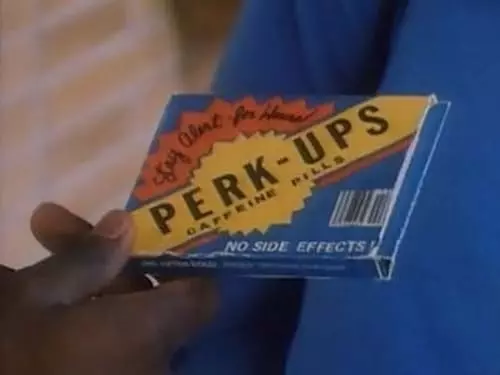 Stay Alert for Hours!
PERK-UPS
CAFFEINE PILLS
NO SIDE EFFECTS!